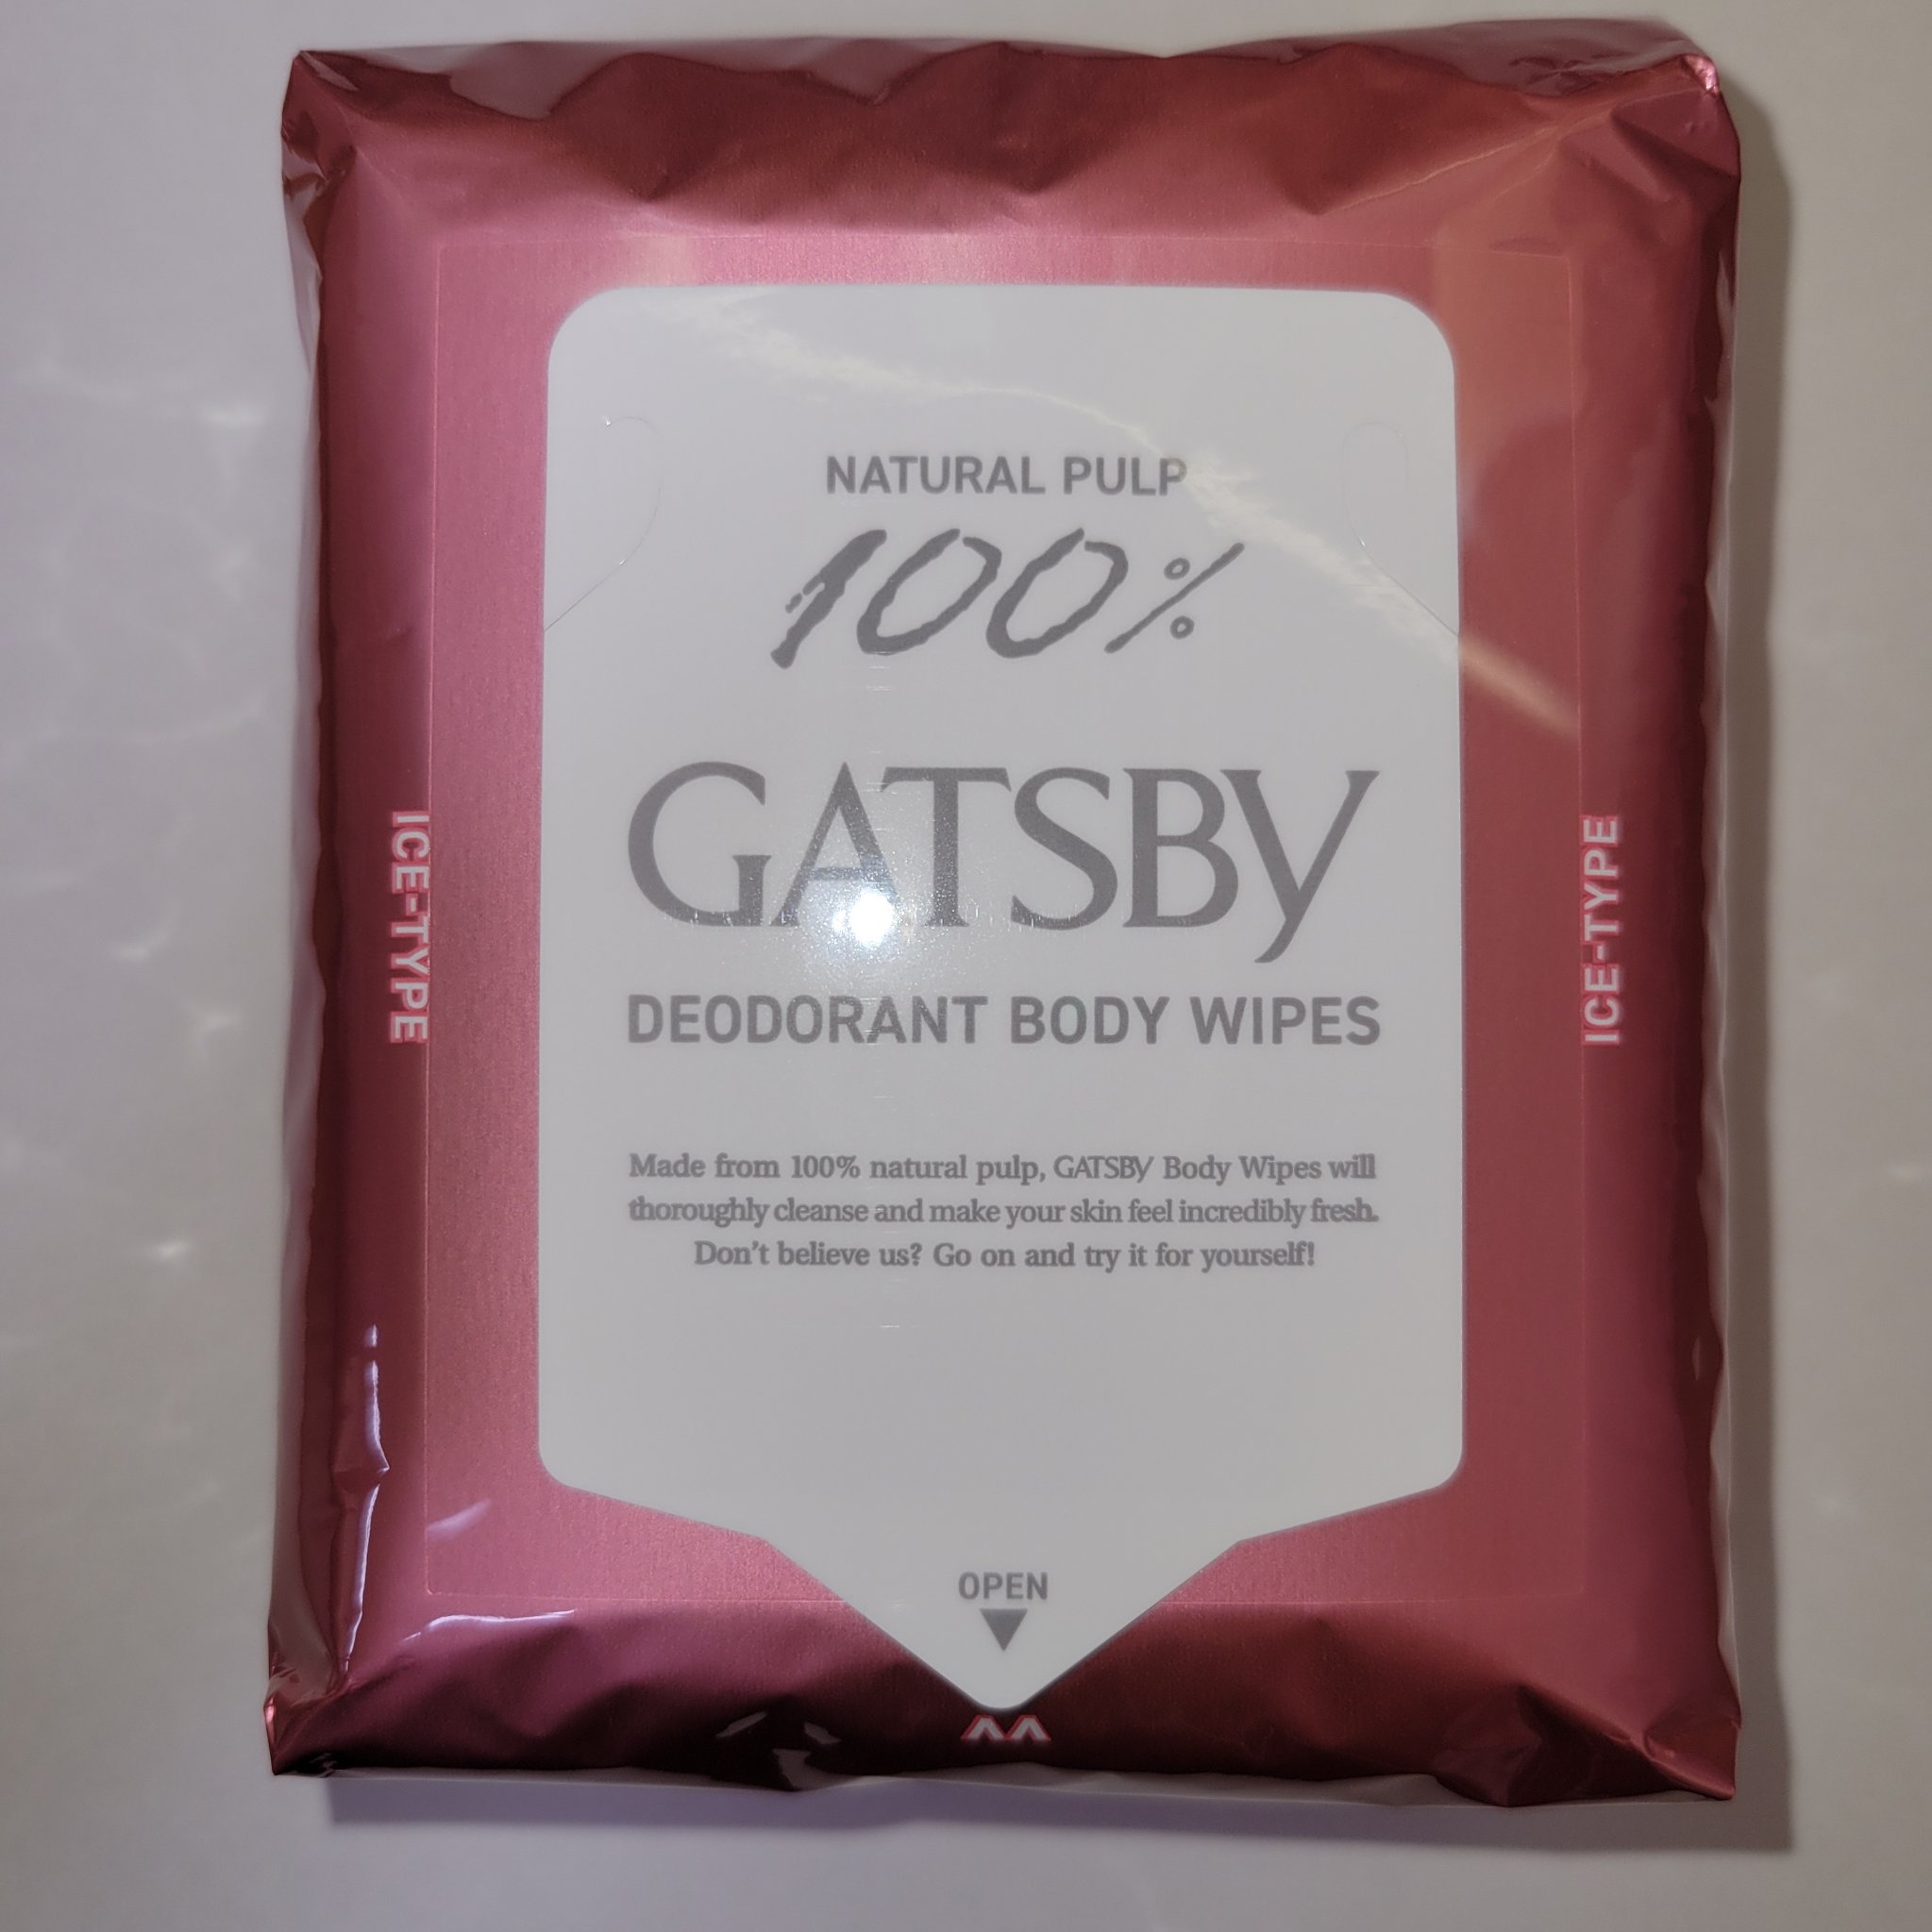 NATURAL PULP
100%
GATSBY
DEODORANT BODY WIPES
Made from 100% natural pulp, GATSBY Body Wipes will
thoroughly cleanse and make your skin feel incredibly fresh.
Don't believe us? Go on and try it for yourself!
OPEN
ICE-TYPE
ICE-TYPE